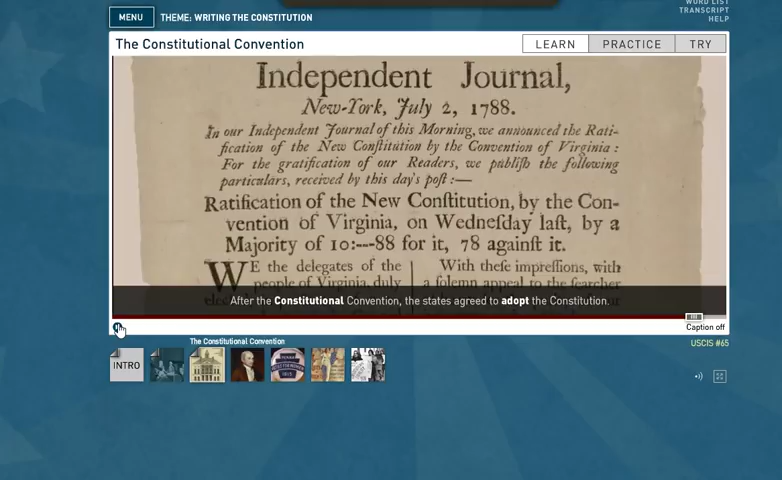 WORD LIST
TRANSCRIPT
HELP
MENU
THEME: WRITING THE CONSTITUTION
The Constitutional Convention
LEARN
PRACTICE
TRY
Independent Journal,
New-York, July 2, 1788.
In our Independent Journal of this Morning, we announced the Rati-
fication of the New Conſtitution by the Convention of Virginia :
For the gratification of our Readers, we publiſh the following
particulars, received by this day's poſt :—
Ratification of the New Conſtitution, by the Con-
vention of Virginia, on Wedneſday laſt, by a
Majority of 10:---88 for it, 78 againſt it.
WE the delegates of the
people of Virginia, duly
With theſe impreſſions, with
a ſolemn appeal to the ſearcher
After the Constitutional Convention, the states agreed to adopt the Constitution.
Caption off
The Constitutional Convention
USCIS #65
INTRO